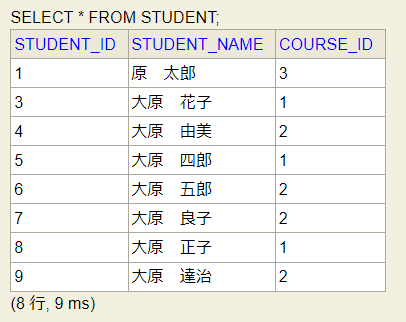 SELECT * FROM STUDENT;
STUDENT_ID STUDENT_NAME COURSE_ID
1 原　太郎 3
3 大原　花子 1
4 大原　由美 2
5 大原　四郎 1
6 大原　五郎 2
7 大原　良子 2
8 大原　正子 1
9 大原　達治 2
(8 行, 9 ms)